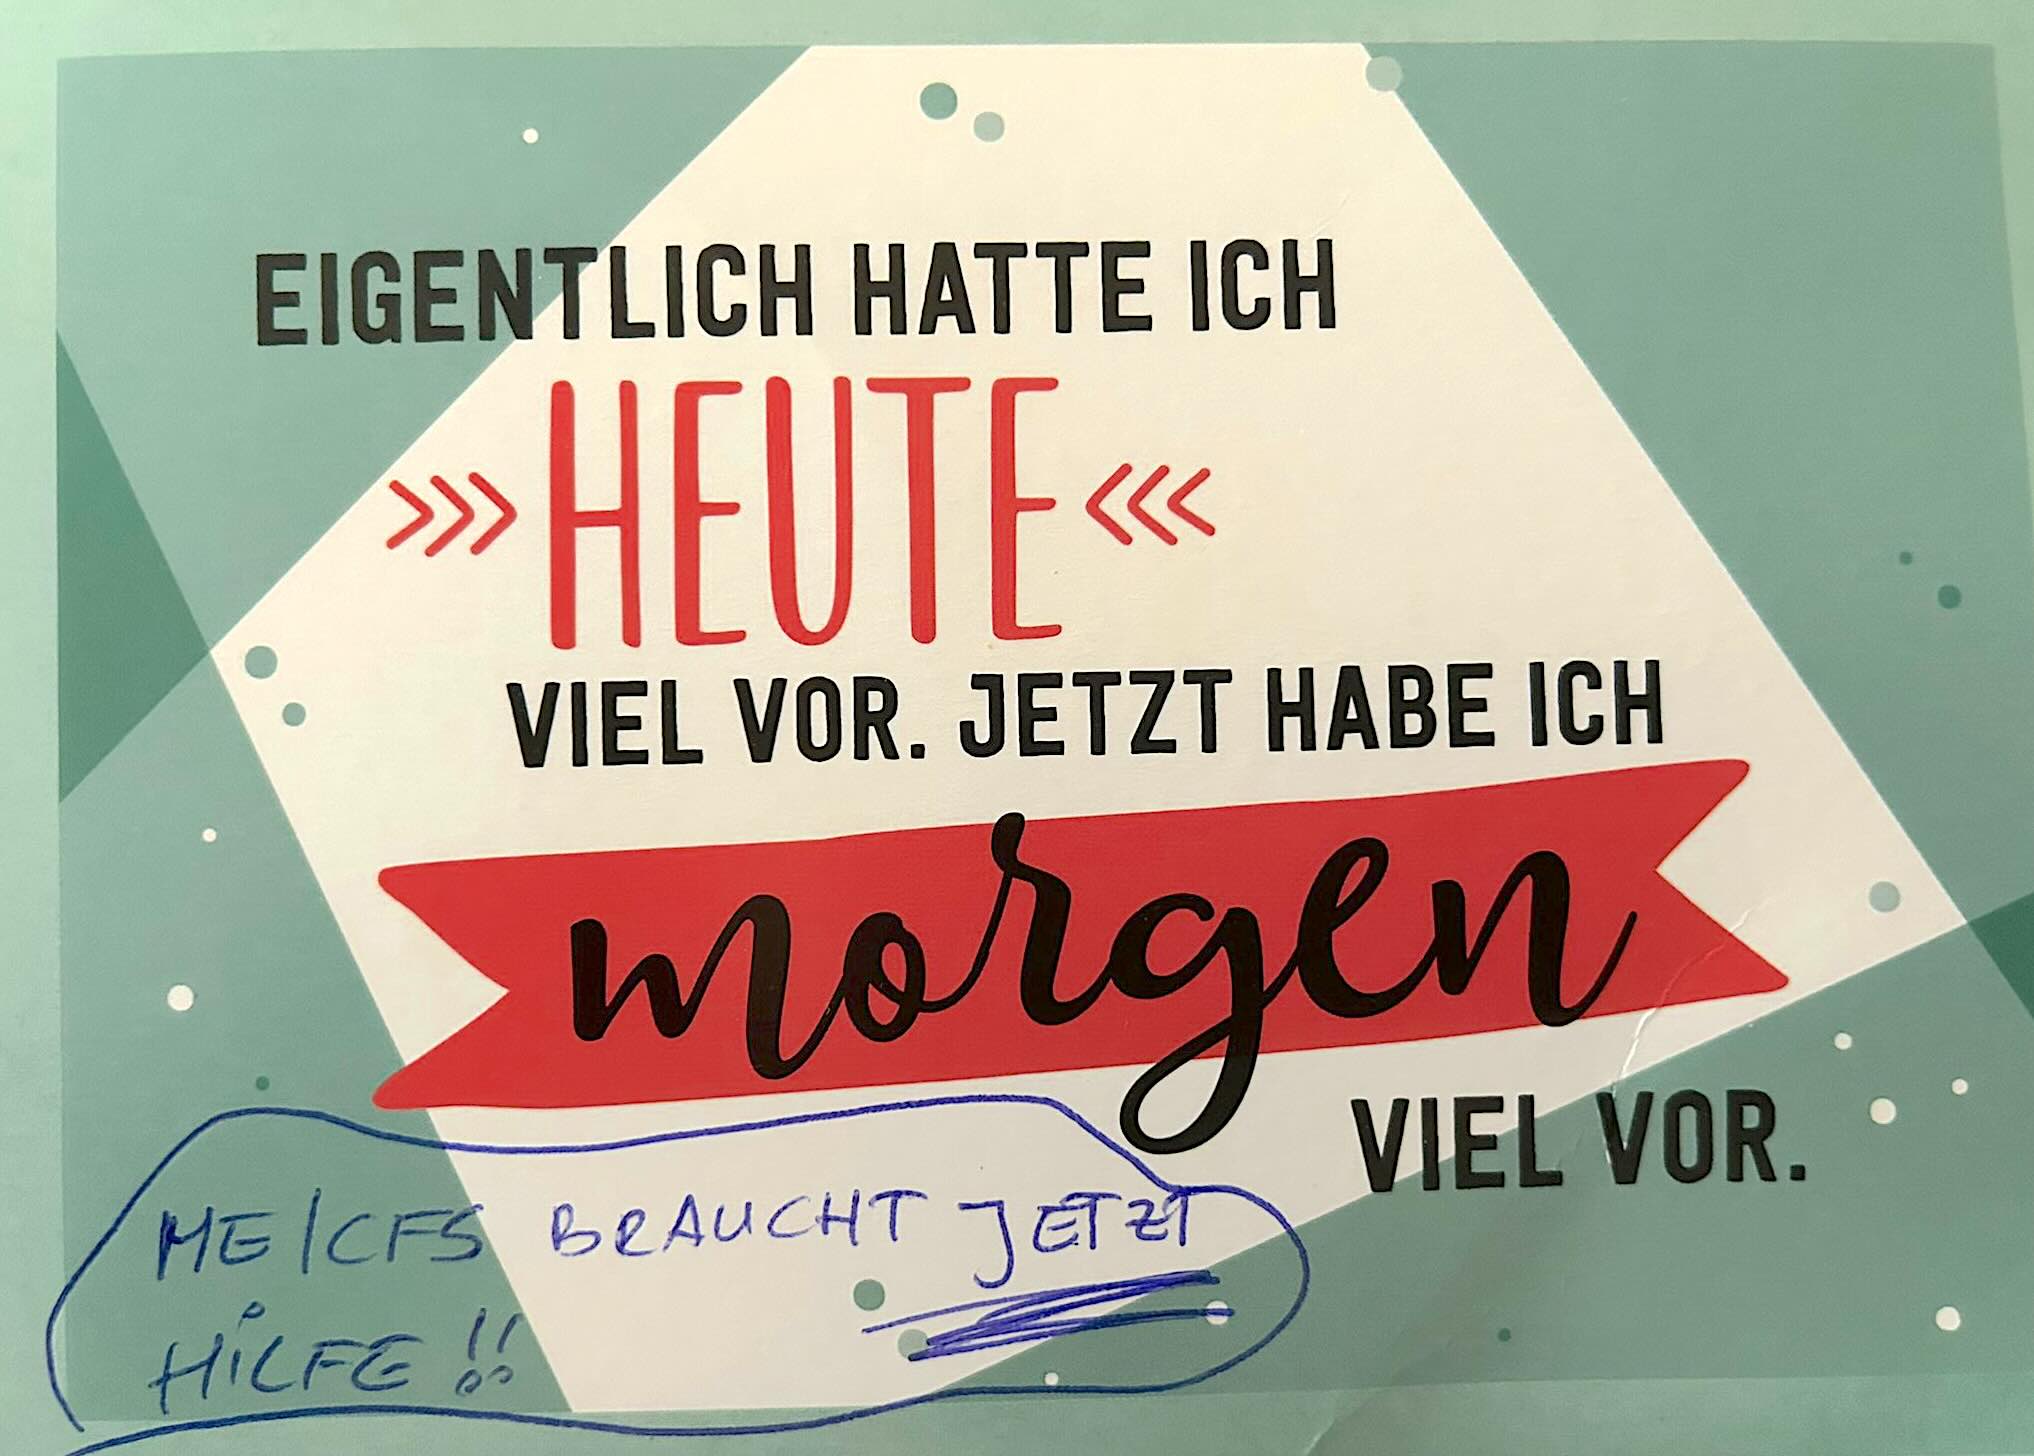 EIGENTLICH HATTE ICH
»»» HEUTE «««
VIEL VOR. JETZT HABE ICH
morgen
VIEL VOR.
ME/CFS BRAUCHT JETZT
HiLFE!!